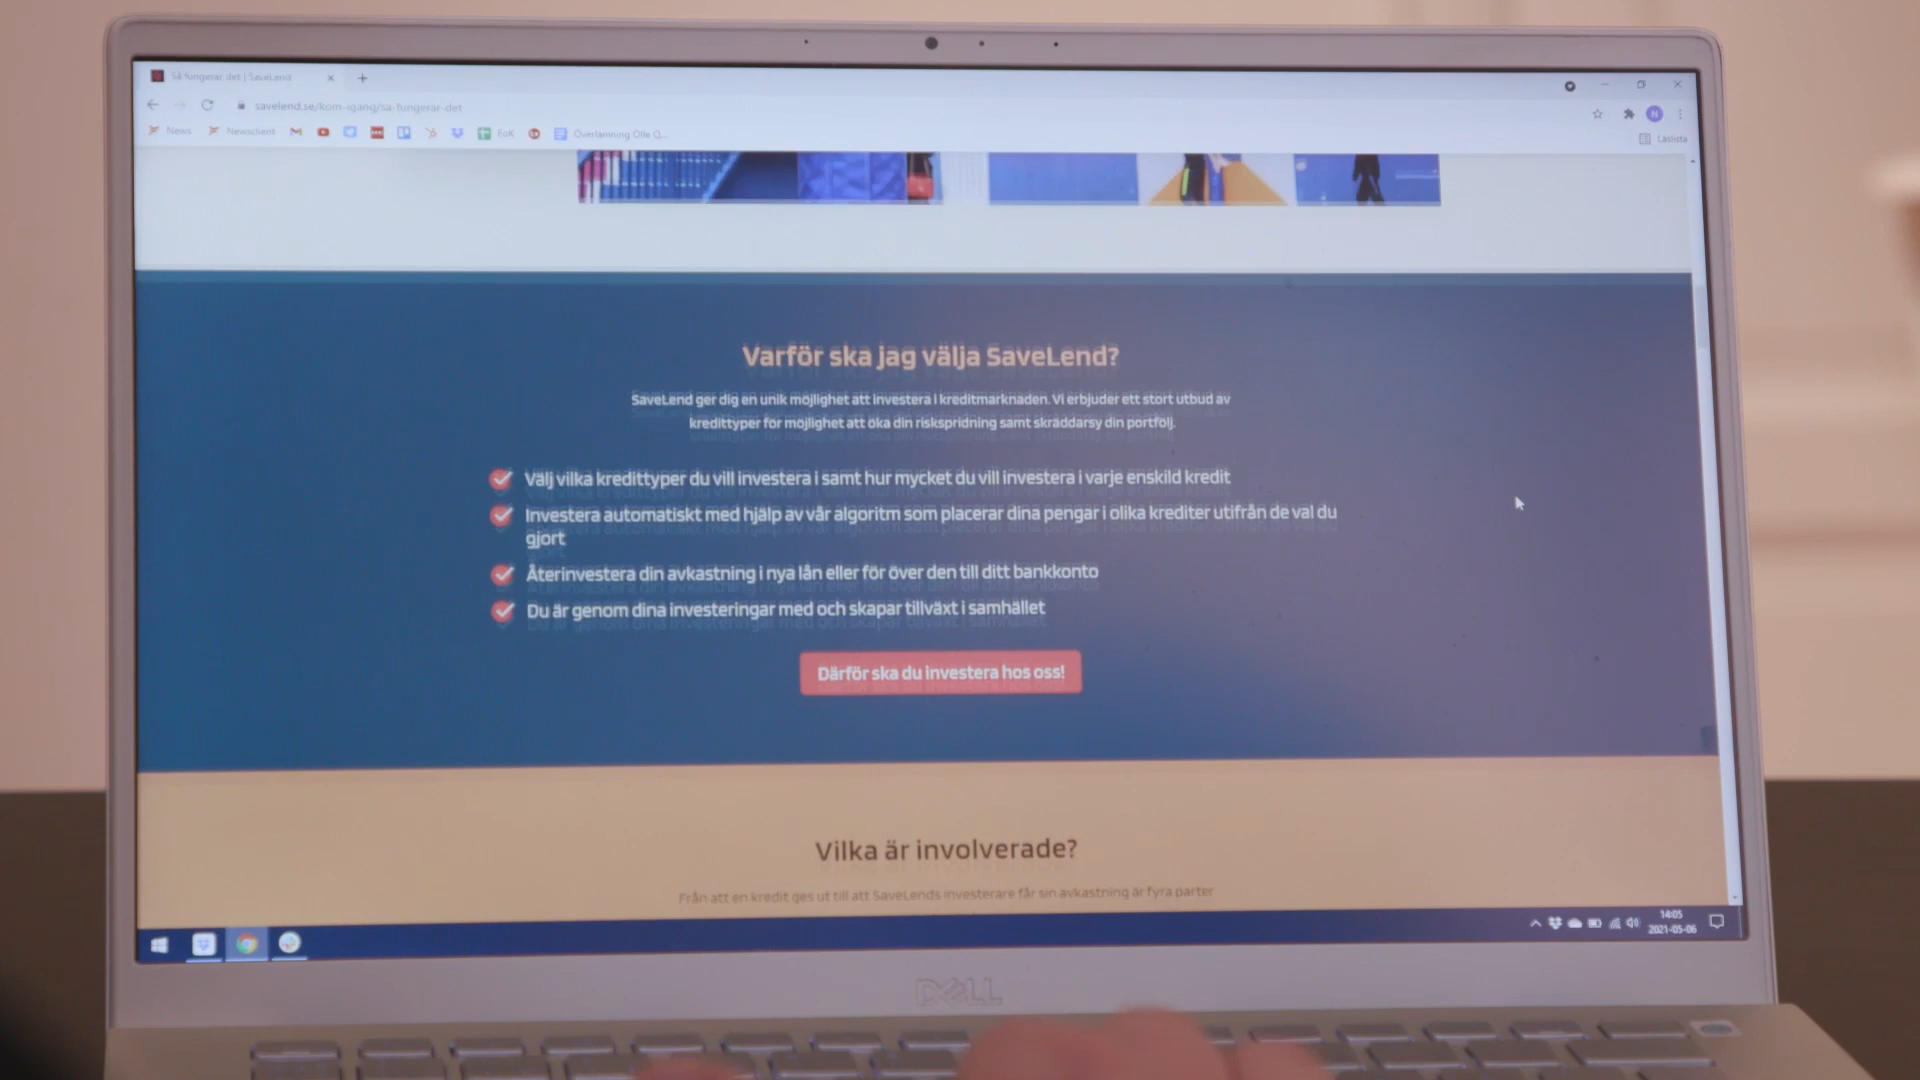 Så fungerar det | SaveLend
savelend.se/kom-igang/sa-fungerar-det
News Newsclient EoK Överlämning Olle Q...
Läslista
Varför ska jag välja SaveLend?
SaveLend ger dig en unik möjlighet att investera i kreditmarknaden. Vi erbjuder ett stort utbud av
kredittyper för möjlighet att öka din riskspridning samt skräddarsy din portfölj.
Välj vilka kredittyper du vill investera i samt hur mycket du vill investera i varje enskild kredit
Investera automatiskt med hjälp av vår algoritm som placerar dina pengar i olika krediter utifrån de val du
gjort
Återinvestera din avkastning i nya lån eller för över den till ditt bankkonto
Du är genom dina investeringar med och skapar tillväxt i samhället
Därför ska du investera hos oss!
Vilka är involverade?
Från att en kredit ges ut till att SaveLends investerare får sin avkastning är fyra parter
14:05
2021-05-06
DELL